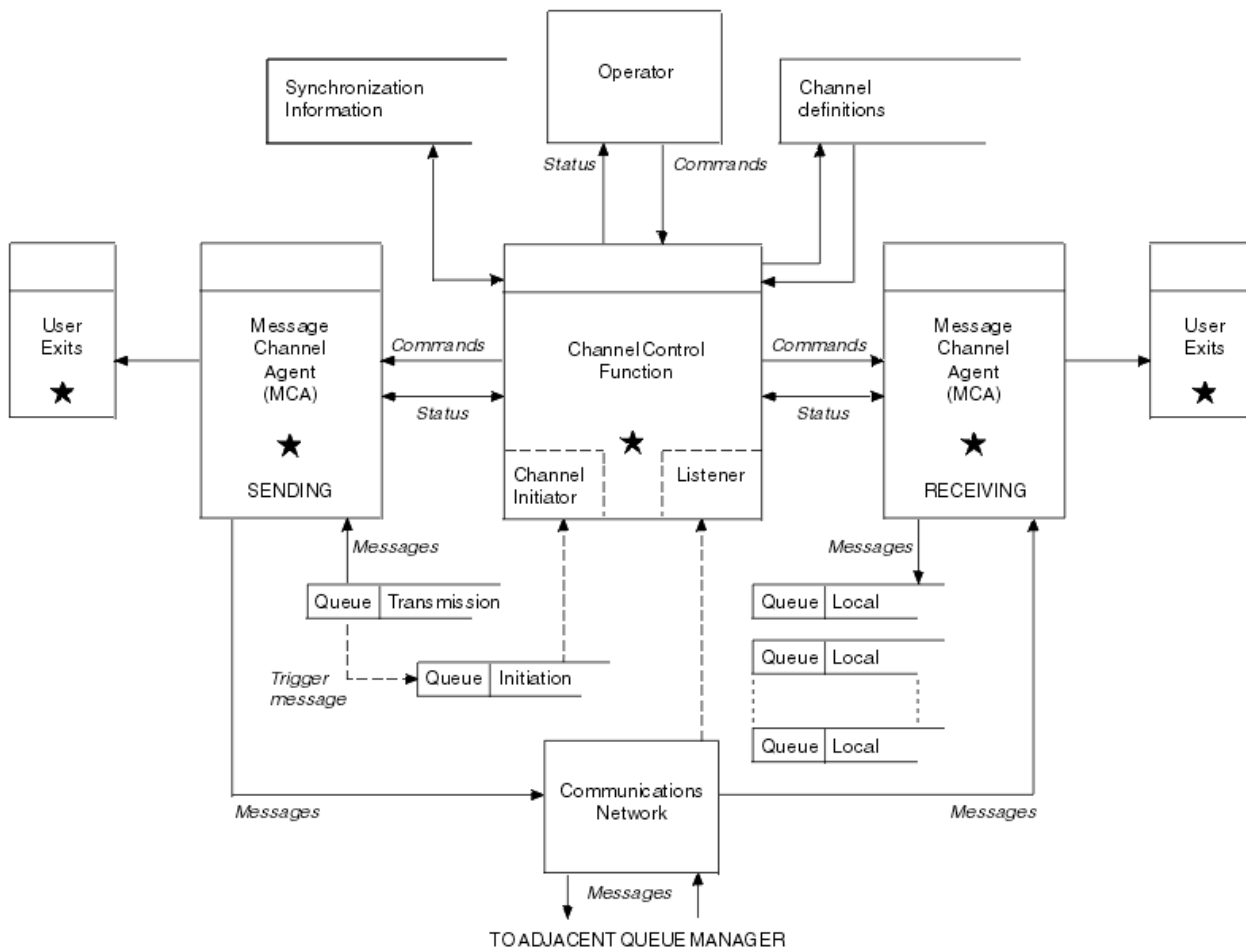 Synchronization
Information
Operator
Channel
definitions
Status
Commands
User
Exits
Message
Channel
Agent
(MCA)
SENDING
Commands
Status
Channel Control
Function
Channel
Initiator
Listener
Commands
Status
Message
Channel
Agent
(MCA)
RECEIVING
User
Exits
Messages
Queue Transmission
Trigger
message
Queue Initiation
Messages
Queue Local
Queue Local
Queue Local
Messages
Communications
Network
Messages
Messages
TO ADJACENT QUEUE MANAGER